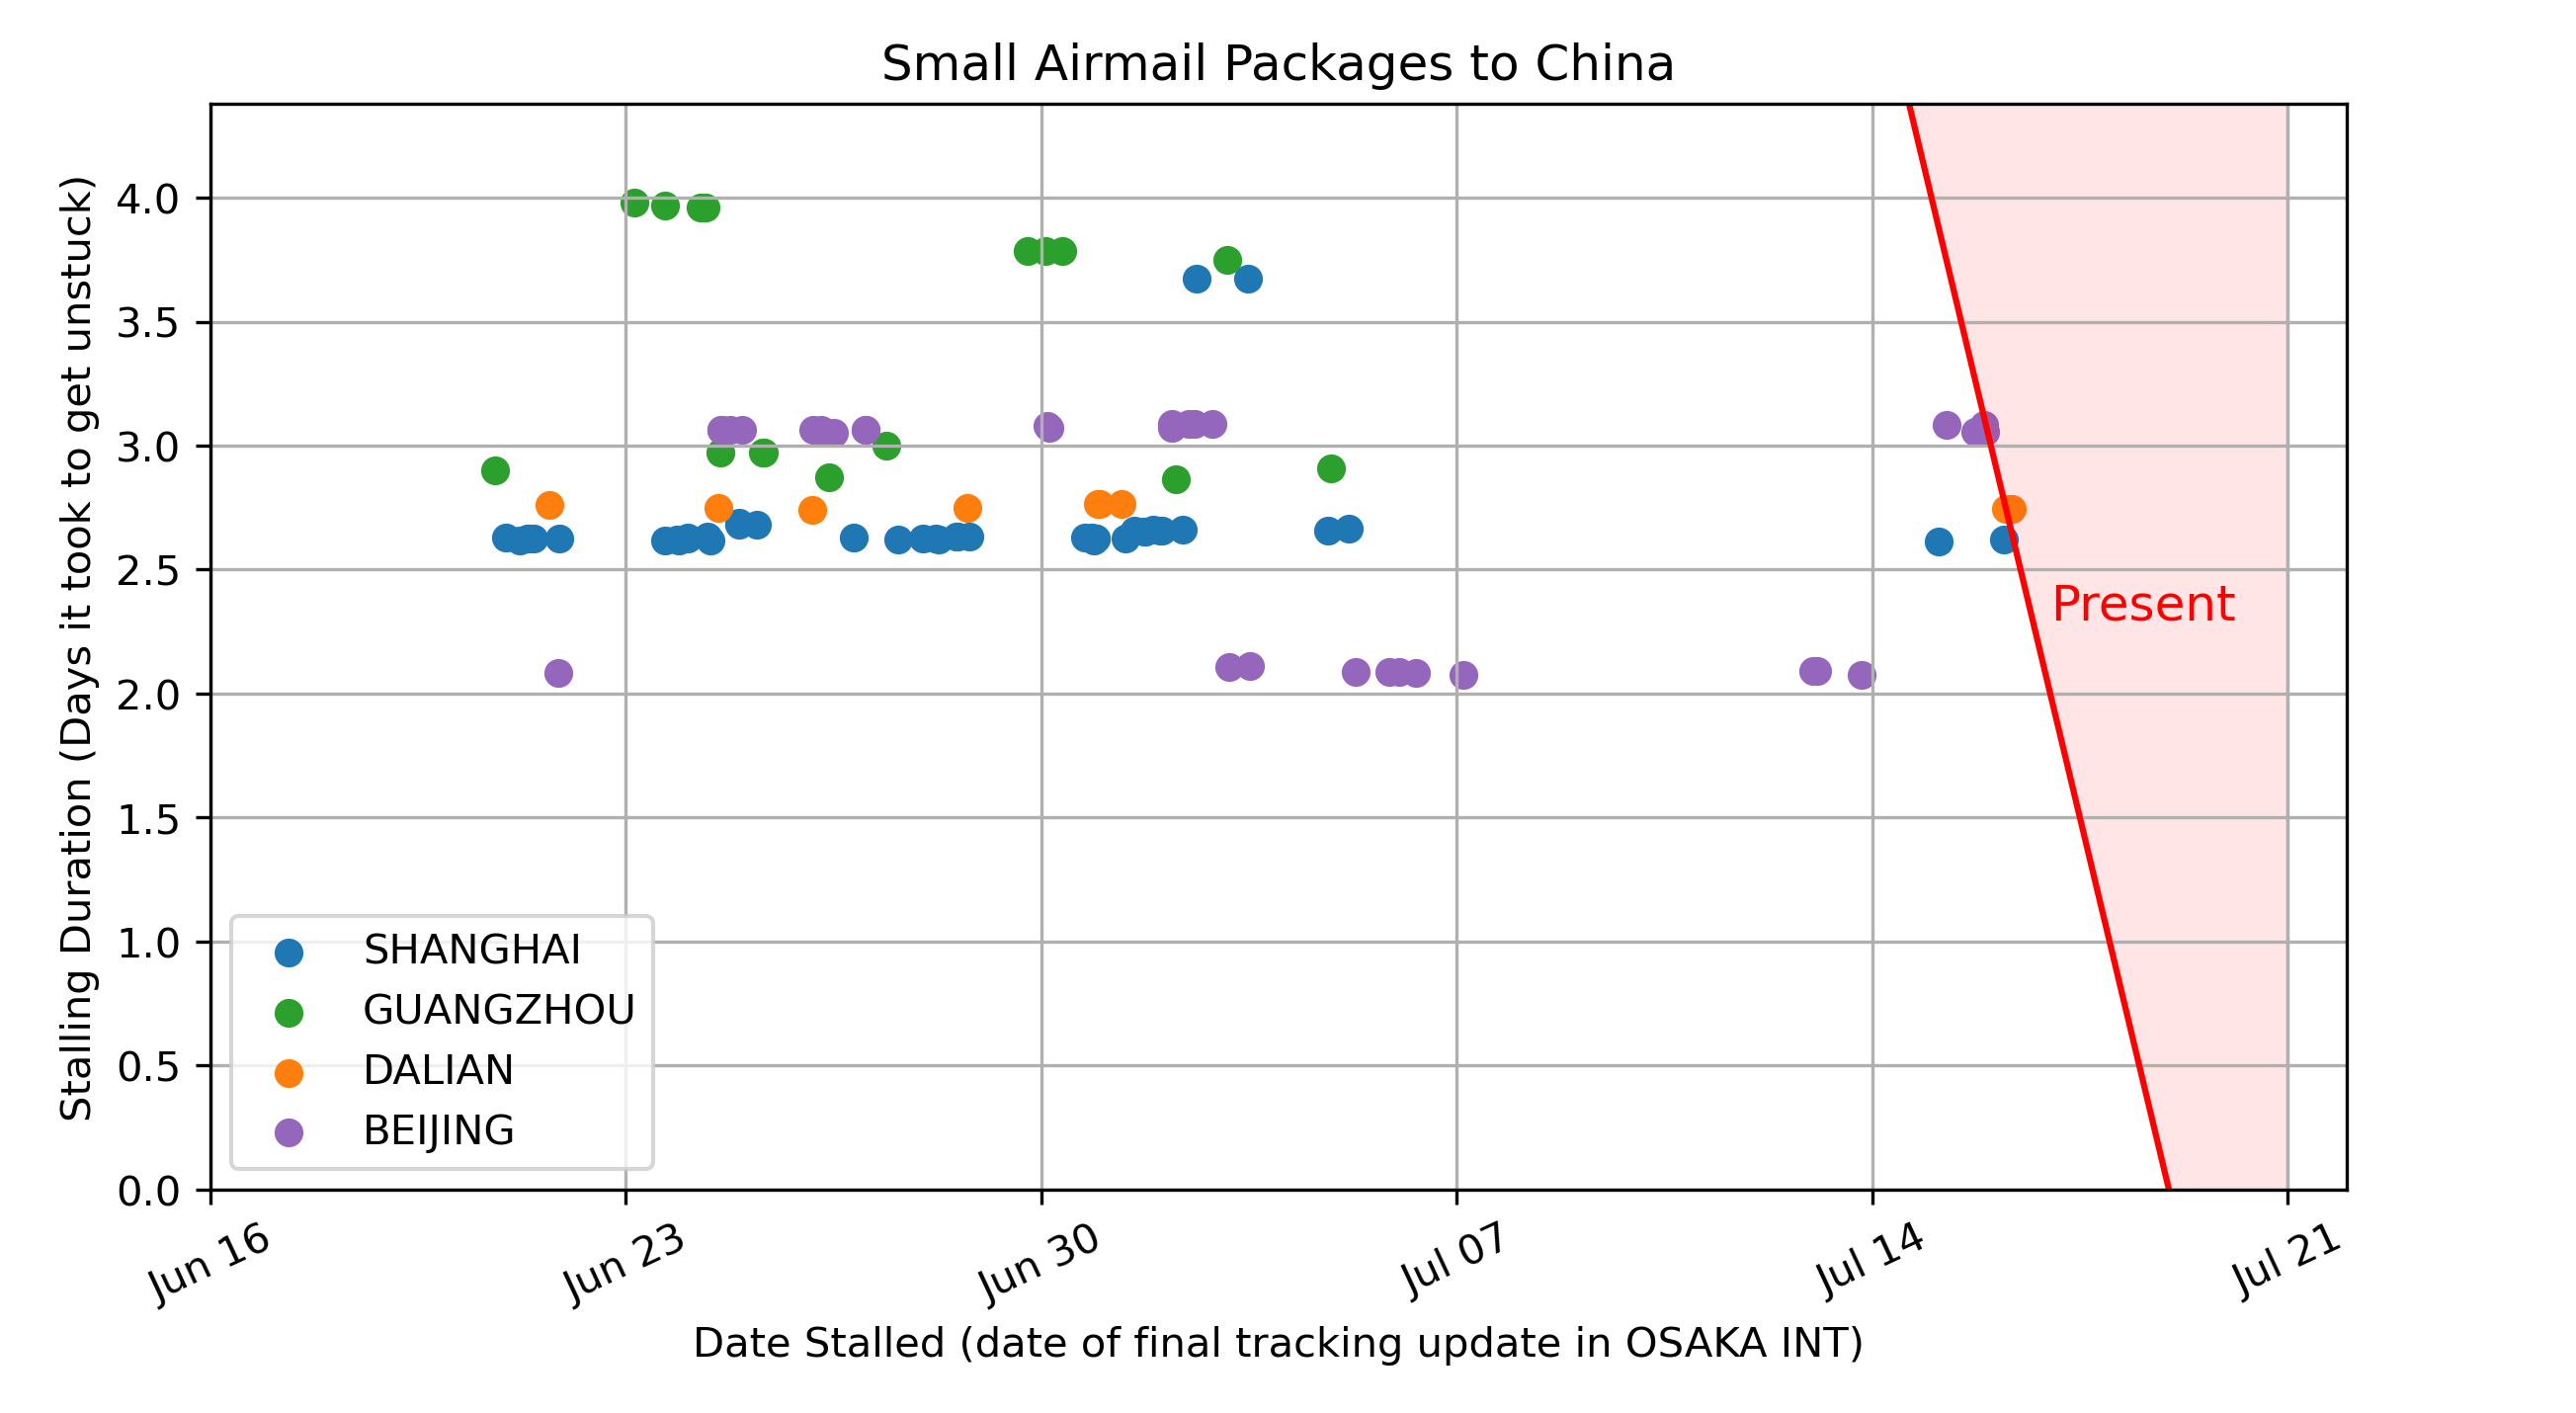 Small Airmail Packages to China
Stalling Duration (Days it took to get unstuck)
4.0
3.5
3.0
2.5
2.0
1.5
1.0
0.5
0.0
Present
SHANGHAI
GUANGZHOU
DALIAN
BEIJING
Jun 16
Jun 23
Jun 30
Jul 07
Jul 14
Jul 21
Date Stalled (date of final tracking update in OSAKA INT)